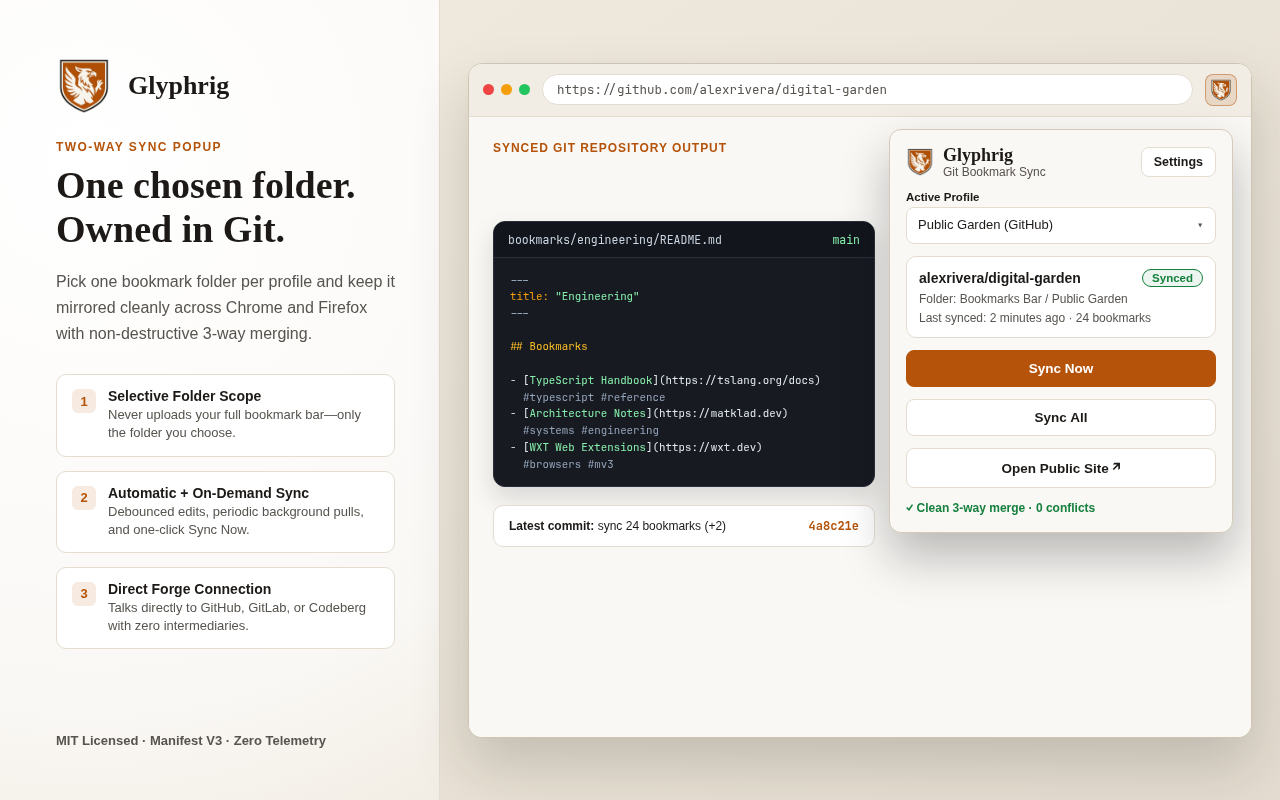 Glyphrig
TWO-WAY SYNC POPUP
One chosen folder.
Owned in Git.
Pick one bookmark folder per profile and keep it
mirrored cleanly across Chrome and Firefox
with non-destructive 3-way merging.
1
Selective Folder Scope
Never uploads your full bookmark bar—only
the folder you choose.
2
Automatic + On-Demand Sync
Debounced edits, periodic background pulls,
and one-click Sync Now.
3
Direct Forge Connection
Talks directly to GitHub, GitLab, or Codeberg
with zero intermediaries.
MIT Licensed · Manifest V3 · Zero Telemetry
https://github.com/alexrivera/digital-garden
SYNCED GIT REPOSITORY OUTPUT
bookmarks/engineering/README.md main
---
title: "Engineering"
---
## Bookmarks
- [TypeScript Handbook](https://tslang.org/docs)
#typescript #reference
- [Architecture Notes](https://matklad.dev)
#systems #engineering
- [WXT Web Extensions](https://wxt.dev)
#browsers #mv3
Latest commit: sync 24 bookmarks (+2) 4a8c21e
Glyphrig
Git Bookmark Sync
Settings
Active Profile
Public Garden (GitHub)
alexrivera/digital-garden Synced
Folder: Bookmarks Bar / Public Garden
Last synced: 2 minutes ago · 24 bookmarks
Sync Now
Sync All
Open Public Site ↗
✓ Clean 3-way merge · 0 conflicts